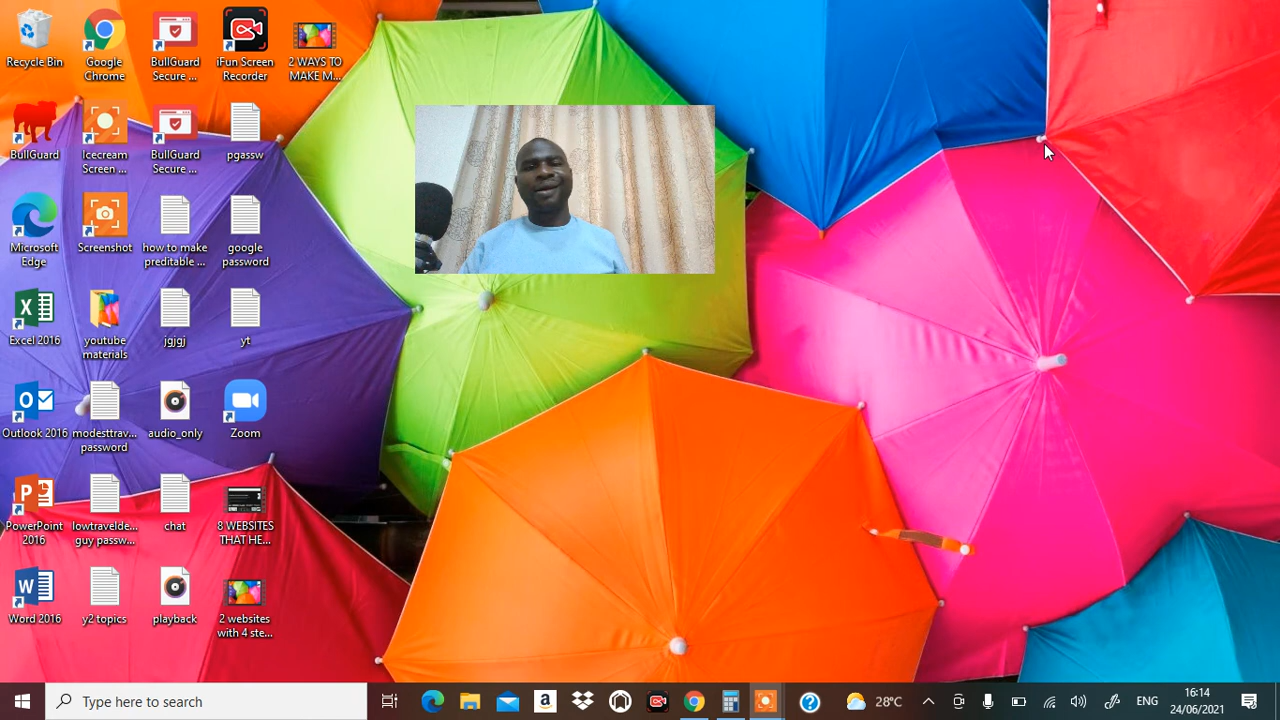 Recycle Bin
Google
Chrome
BullGuard
Secure ...
iFun Screen
Recorder
2 WAYS TO
MAKE M...
BullGuard
Icecream
Screen ...
BullGuard
Secure ...
pgassw
Microsoft
Edge
Screenshot
how to make
preditable ...
google
password
Excel 2016
youtube
materials
jgjgj
yt
Outlook 2016
modesttrav...
password
audio_only
Zoom
PowerPoint
2016
lowtravelde...
guy passw...
chat
8 WEBSITES
THAT HE...
Word 2016
y2 topics
playback
2 websites
with 4 ste...
Type here to search
28°C
ENG
16:14
24/06/2021